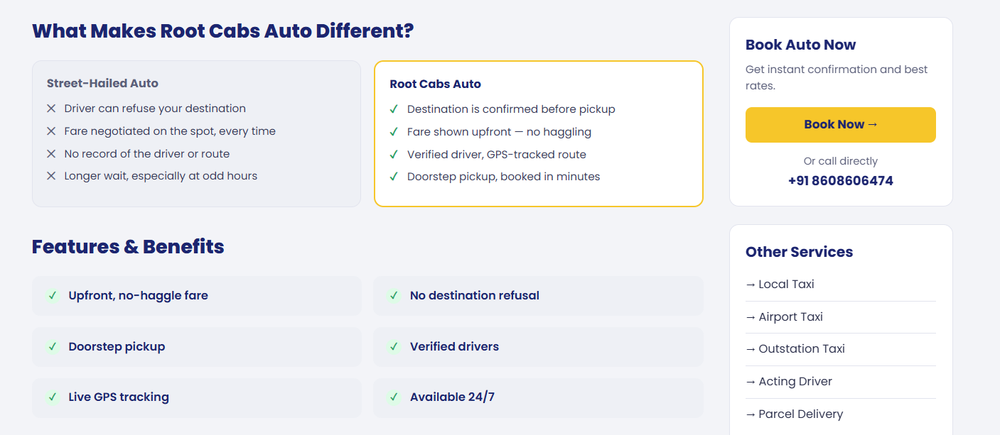 What Makes Root Cabs Auto Different?
Street-Hailed Auto
✕ Driver can refuse your destination
✕ Fare negotiated on the spot, every time
✕ No record of the driver or route
✕ Longer wait, especially at odd hours
Root Cabs Auto
✓ Destination is confirmed before pickup
✓ Fare shown upfront — no haggling
✓ Verified driver, GPS-tracked route
✓ Doorstep pickup, booked in minutes
Features & Benefits
✓ Upfront, no-haggle fare
✓ No destination refusal
✓ Doorstep pickup
✓ Verified drivers
✓ Live GPS tracking
✓ Available 24/7
Book Auto Now
Get instant confirmation and best
rates.
Book Now →
Or call directly
+91 8608606474
Other Services
→ Local Taxi
→ Airport Taxi
→ Outstation Taxi
→ Acting Driver
→ Parcel Delivery